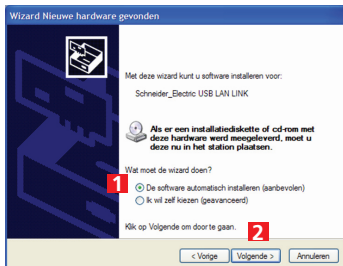 Wizard Nieuwe hardware gevonden
Met deze wizard kunt u software installeren voor:
Schneider_Electric USB LAN LINK
Als er een installatiediskette of cd-rom met
deze hardware werd meegeleverd, moet u
deze nu in het station plaatsen.
Wat moet de wizard doen?
1
De software automatisch installeren (aanbevolen)
Ik wil zelf kiezen (geavanceerd)
Klik op Volgende om door te gaan.
2
< Vorige Volgende > Annuleren